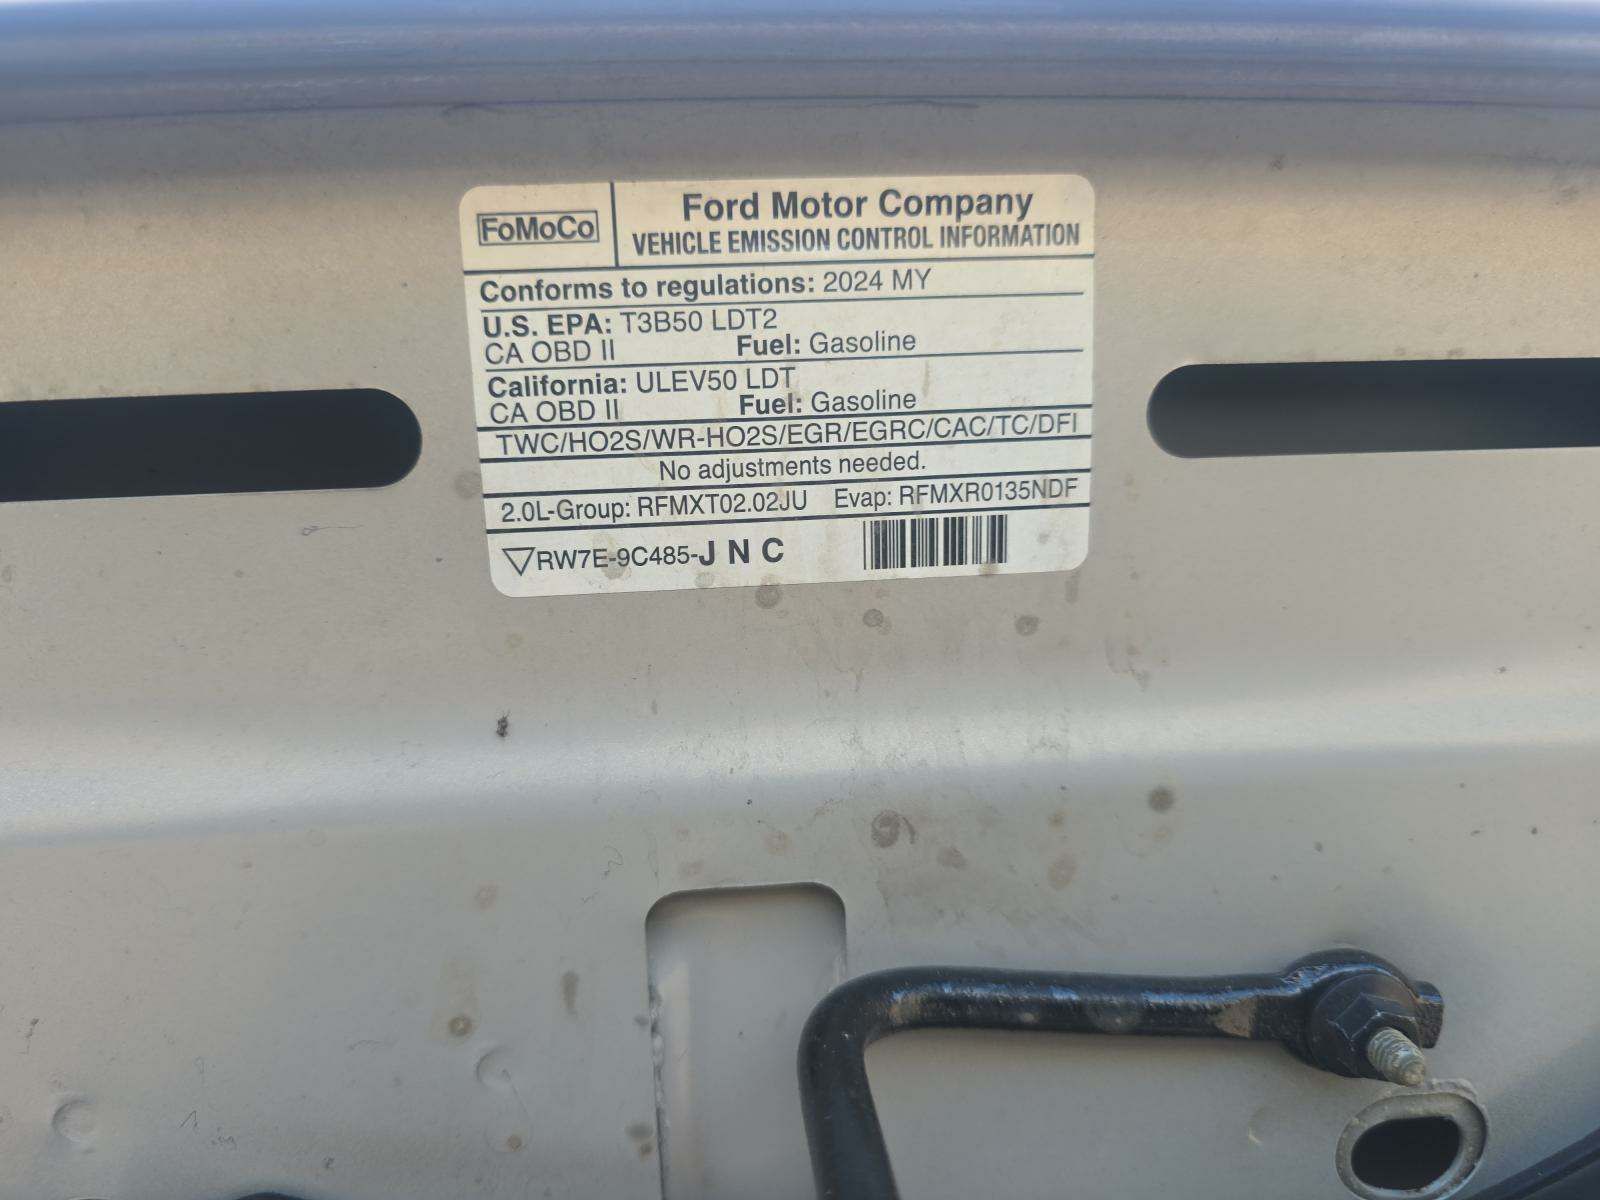 FoMoCo
Ford Motor Company
VEHICLE EMISSION CONTROL INFORMATION
Conforms to regulations: 2024 MY
U.S. EPA: T3B50 LDT2
CA OBD II Fuel: Gasoline
California: ULEV50 LDT
CA OBD II Fuel: Gasoline
TWC/HO2S/WR-HO2S/EGR/EGRC/CAC/TC/DFI
No adjustments needed.
2.0L-Group: RFMXT02.02JU Evap: RFMXR0135NDF
RW7E-9C485-J N C